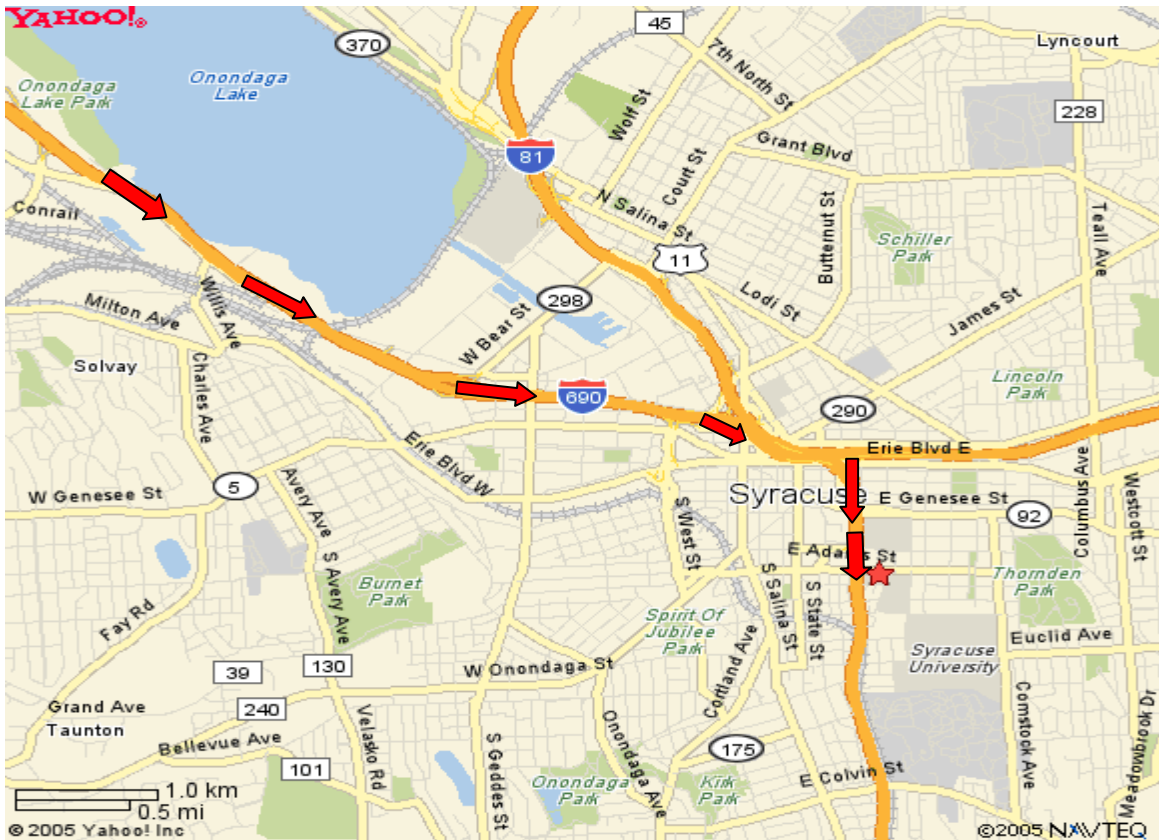 YAHOO!®
45
370
7th North St
Lyncourt
Onondaga
Lake Park
Onondaga
Lake
Wolf St
228
Grant Blvd
81
Court St
N Salina St
Butternut St
Teall Ave
Conrail
11
Schiller
Park
298
Lodi St
James St
Milton Ave
Willis Ave
W Bear St
Solvay
Charles Ave
690
Lincoln
Park
290
Erie Blvd E
Erie Blvd W
5
W Genesee St
Avery Ave
Syracuse
E Genesee St
92
Columbus Ave
Westcott St
S West St
E Adams St
S Avery Ave
Burnet
Park
Thornden
Park
Fay Rd
S Salina St
S State St
Spirit Of
Jubilee
Park
Euclid Ave
39
130
W Onondaga St
Cortland Ave
Syracuse
University
Grand Ave
240
Taunton
Velasko Rd
Bellevue Ave
101
S Geddes St
Onondaga Ave
175
Comstock Ave
Meadowbrook Dr
E Colvin St
Onondaga
Park
Kirk
Park
1.0 km
0.5 mi
©2005 Yahoo! Inc
©2005 NAVTEQ